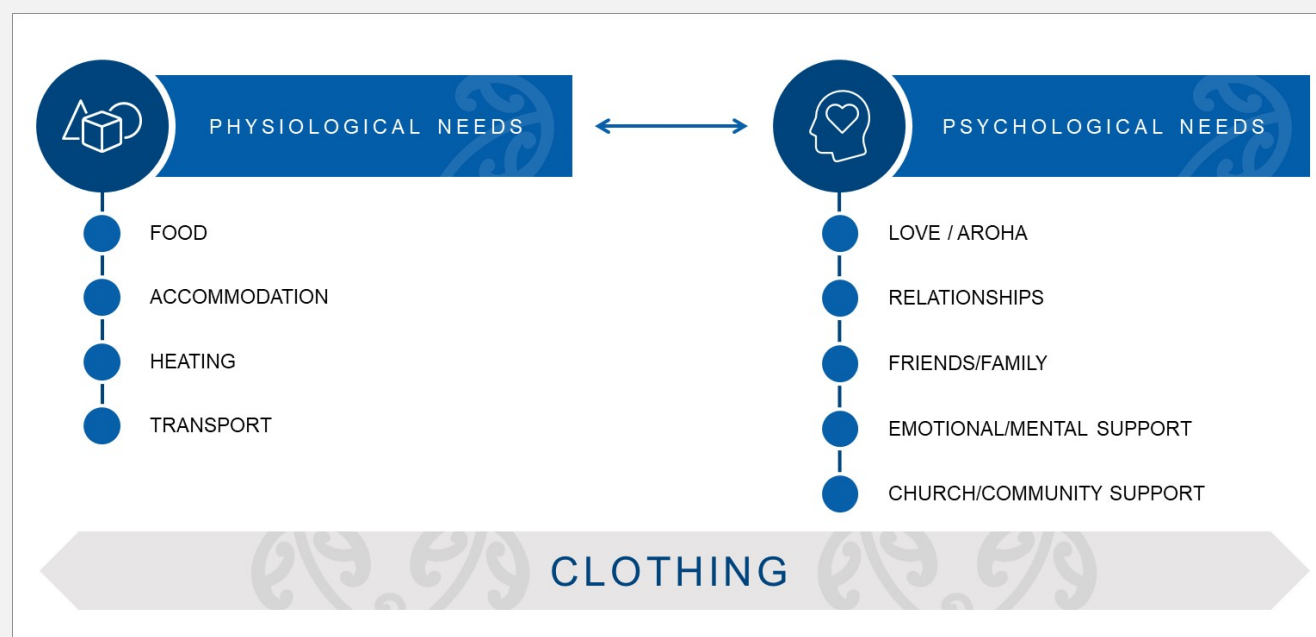 PHYSIOLOGICAL NEEDS
FOOD
ACCOMMODATION
HEATING
TRANSPORT
PSYCHOLOGICAL NEEDS
LOVE / AROHA
RELATIONSHIPS
FRIENDS/FAMILY
EMOTIONAL/MENTAL SUPPORT
CHURCH/COMMUNITY SUPPORT
CLOTHING